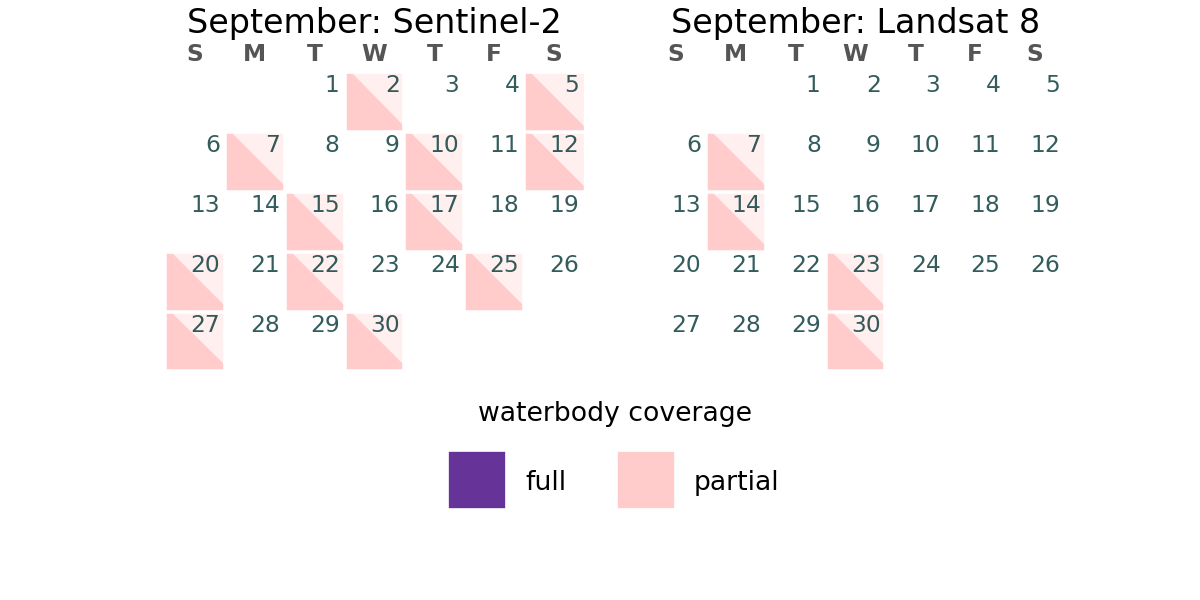 September: Sentinel-2
S M T W T F S
1 2 3 4 5
6 7 8 9 10 11 12
13 14 15 16 17 18 19
20 21 22 23 24 25 26
27 28 29 30
September: Landsat 8
S M T W T F S
1 2 3 4 5
6 7 8 9 10 11 12
13 14 15 16 17 18 19
20 21 22 23 24 25 26
27 28 29 30
waterbody coverage
full partial